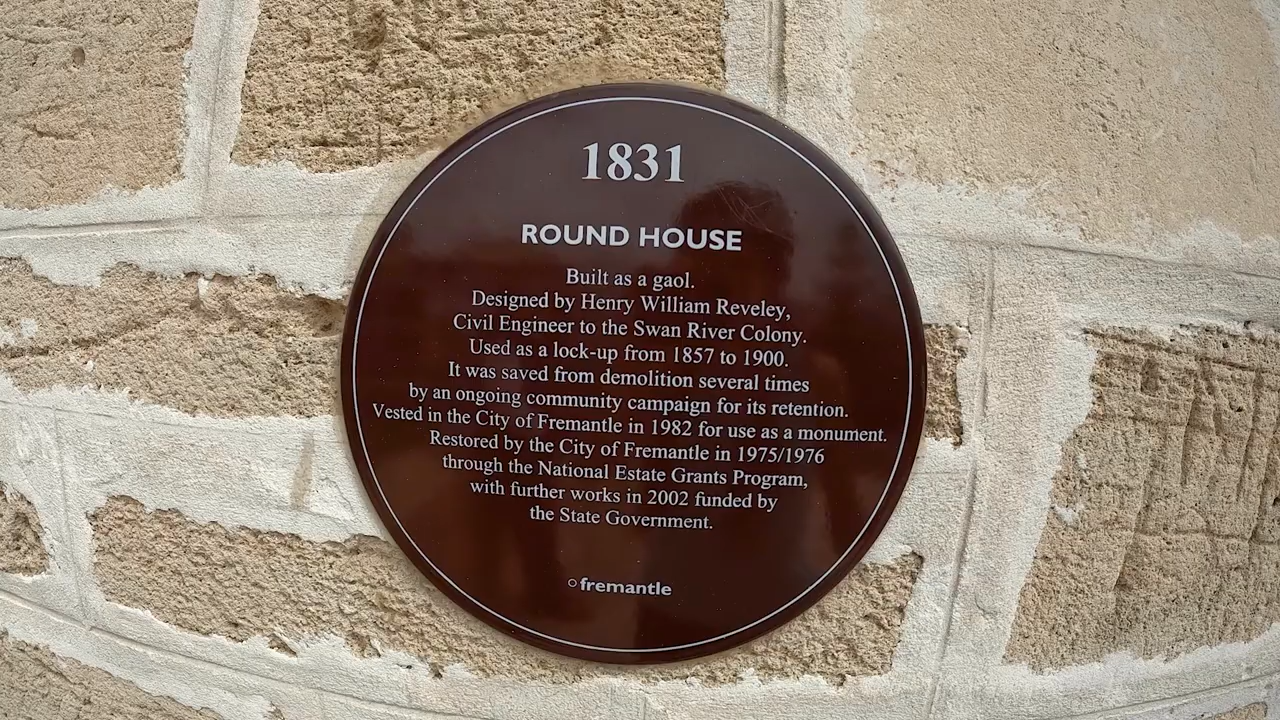 1831
ROUND HOUSE
Built as a gaol.
Designed by Henry William Reveley,
Civil Engineer to the Swan River Colony.
Used as a lock-up from 1857 to 1900.
It was saved from demolition several times
by an ongoing community campaign for its retention.
Vested in the City of Fremantle in 1982 for use as a monument.
Restored by the City of Fremantle in 1975/1976
through the National Estate Grants Program,
with further works in 2002 funded by
the State Government.
fremantle